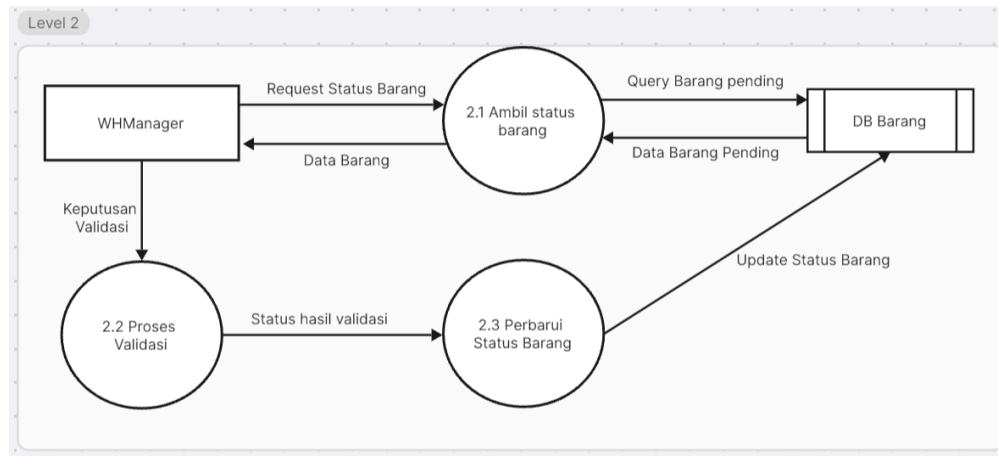 Level 2
WHManager
Request Status Barang
Data Barang
2.1 Ambil status
barang
Query Barang pending
Data Barang Pending
DB Barang
Keputusan
Validasi
2.2 Proses
Validasi
Status hasil validasi
2.3 Perbarui
Status Barang
Update Status Barang